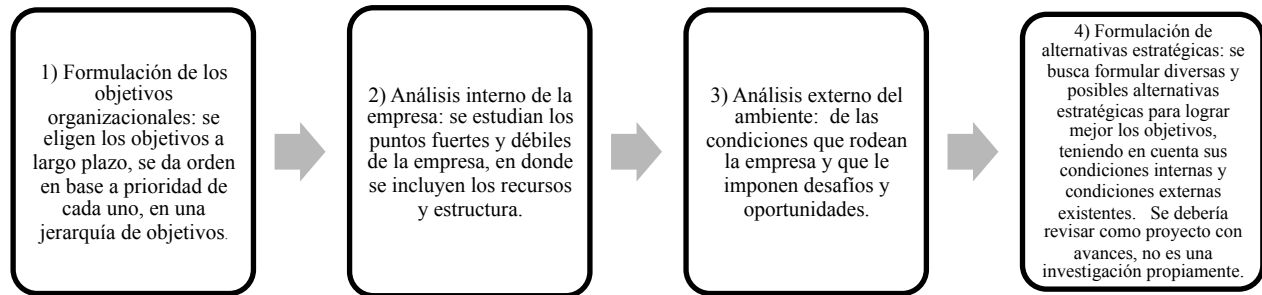 1) Formulación de los
objetivos
organizacionales: se
eligen los objetivos a
largo plazo, se da orden
en base a prioridad de
cada uno, en una
jerarquía de objetivos.
2) Análisis interno de la
empresa: se estudian los
puntos fuertes y débiles
de la empresa, en donde
se incluyen los recursos
y estructura.
3) Análisis externo del
ambiente: de las
condiciones que rodean
la empresa y que le
imponen desafíos y
oportunidades.
4) Formulación de
alternativas estratégicas: se
busca formular diversas y
posibles alternativas
estratégicas para lograr
mejor los objetivos,
teniendo en cuenta sus
condiciones internas y
condiciones externas
existentes. Se debería
revisar como proyecto con
avances, no es una
investigación propiamente.